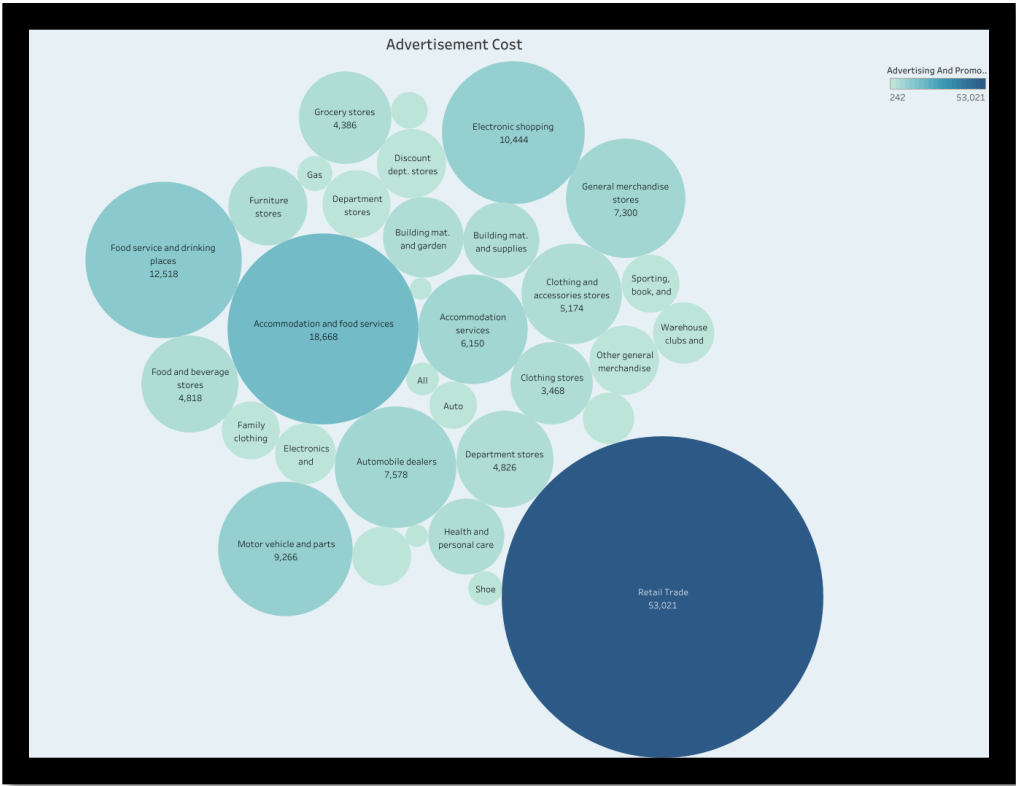 Advertisement Cost
Advertising And Promo..
242
53,021
Grocery stores
4,386
Electronic shopping
10,444
Discount
dept. stores
Gas
General merchandise
stores
7,300
Furniture
stores
Department
stores
Building mat.
and garden
Building mat.
and supplies
Food service and drinking
places
12,518
Clothing and
accessories stores
5,174
Sporting,
book, and
Accommodation and food services
18,668
Accommodation
services
6,150
Warehouse
clubs and
Other general
merchandise
Food and beverage
stores
4,818
All
Clothing stores
3,468
Auto
Family
clothing
Electronics
and
Automobile dealers
7,578
Department stores
4,826
Motor vehicle and parts
9,266
Health and
personal care
Shoe
Retail Trade
53,021